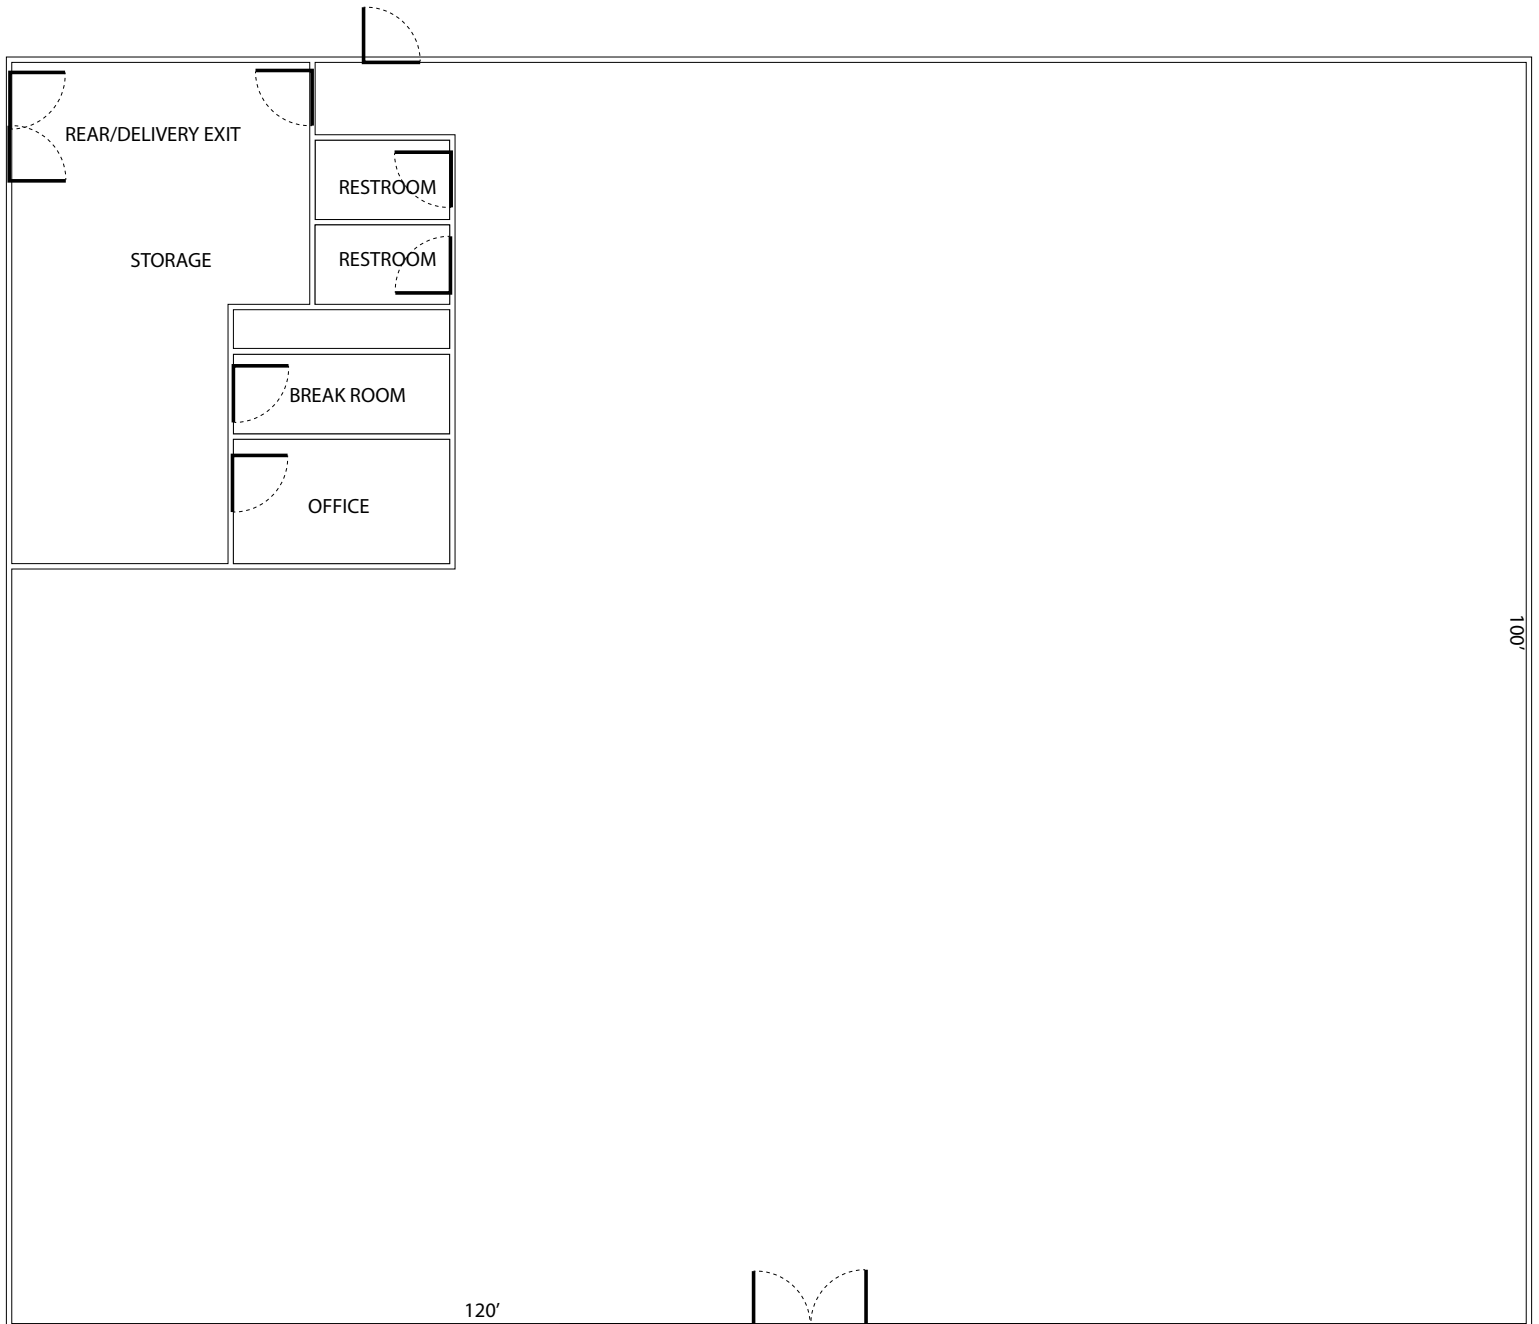 REAR/DELIVERY EXIT
RESTROOM
STORAGE
RESTROOM
BREAK ROOM
OFFICE
100’
120’